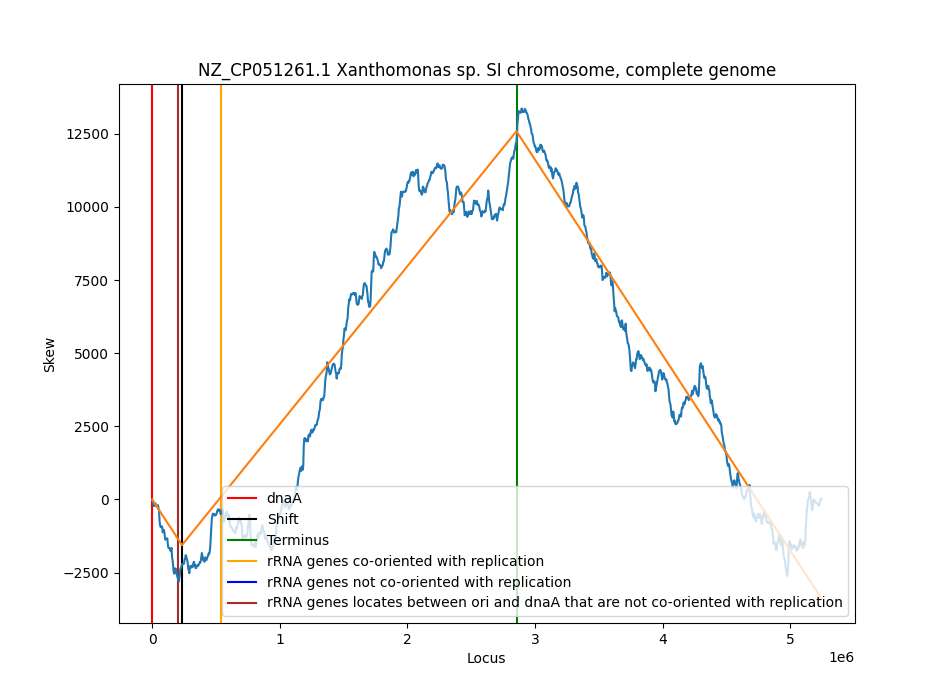 NZ_CP051261.1 Xanthomonas sp. SI chromosome, complete genome
Skew
12500
10000
7500
5000
2500
0
−2500
dnaA
Shift
Terminus
rRNA genes co-oriented with replication
rRNA genes not co-oriented with replication
rRNA genes locates between ori and dnaA that are not co-oriented with replication
0 1 2 3 4 5
1e6
Locus